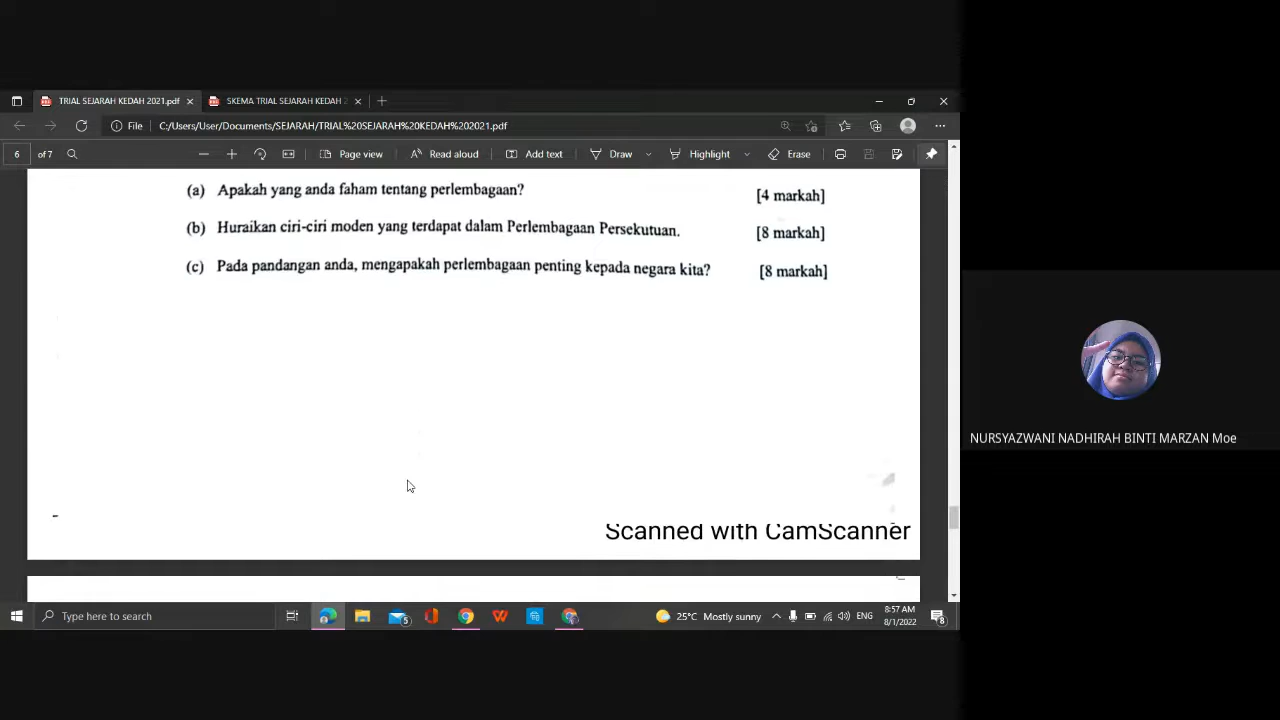 TRIAL SEJARAH KEDAH 2021.pdf
SKEMA TRIAL SEJARAH KEDAH 2
File C:/Users/User/Documents/SEJARAH/TRIAL%20SEJARAH%20KEDAH%202021.pdf
6 of 7 Page view Read aloud Add text Draw Highlight Erase
(a) Apakah yang anda faham tentang perlembagaan? [4 markah]
(b) Huraikan ciri-ciri moden yang terdapat dalam Perlembagaan Persekutuan. [8 markah]
(c) Pada pandangan anda, mengapakah perlembagaan penting kepada negara kita? [8 markah]
NURSYAZWANI NADHIRAH BINTI MARZAN Moe
Scanned with CamScanner
Type here to search 5 25°C Mostly sunny ENG 8:57 AM
8/1/2022 8